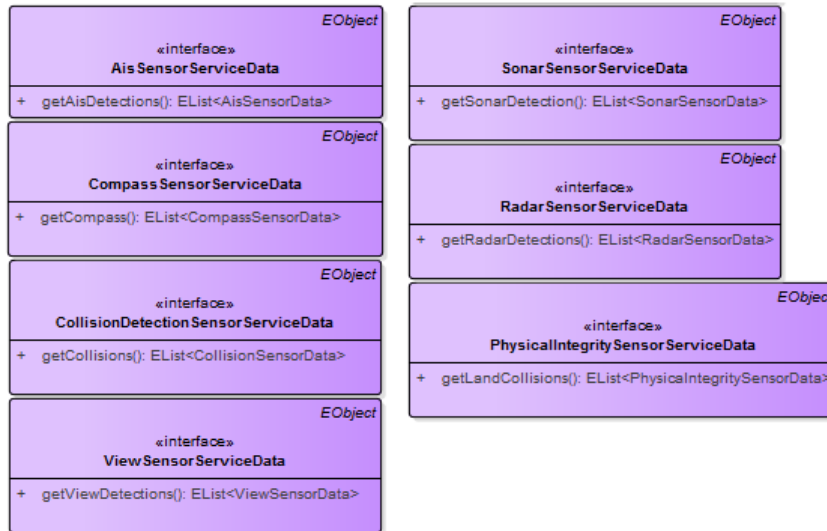 EObject
«interface»
AisSensorServiceData
+ getAisDetections(): EList<AisSensorData>
EObject
«interface»
CompassSensorServiceData
+ getCompass(): EList<CompassSensorData>
EObject
«interface»
CollisionDetectionSensorServiceData
+ getCollisions(): EList<CollisionSensorData>
EObject
«interface»
ViewSensorServiceData
+ getViewDetections(): EList<ViewSensorData>
EObject
«interface»
SonarSensorServiceData
+ getSonarDetection(): EList<SonarSensorData>
EObject
«interface»
RadarSensorServiceData
+ getRadarDetections(): EList<RadarSensorData>
EObjec
«interface»
PhysicalIntegritySensorServiceData
+ getLandCollisions(): EList<PhysicalIntegritySensorData>